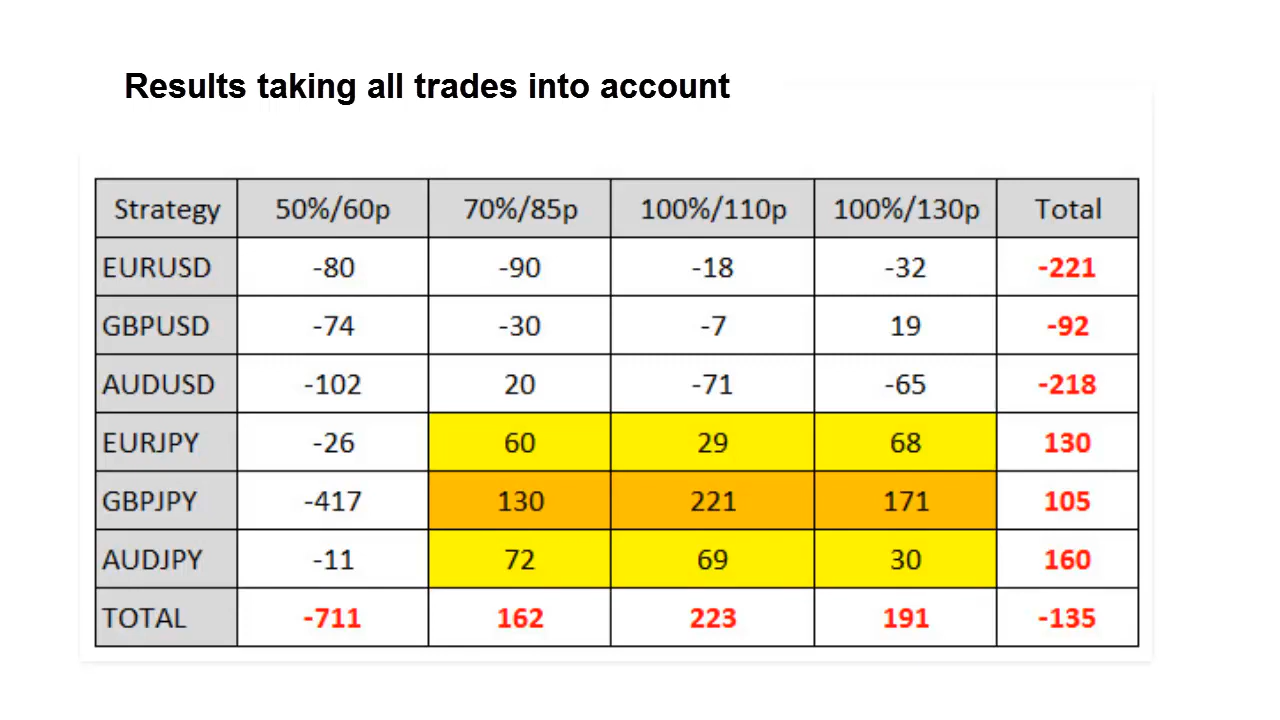 Results taking all trades into account
Strategy 50%/60p 70%/85p 100%/110p 100%/130p Total
EURUSD -80 -90 -18 -32 -221
GBPUSD -74 -30 -7 19 -92
AUDUSD -102 20 -71 -65 -218
EURJPY -26 60 29 68 130
GBPJPY -417 130 221 171 105
AUDJPY -11 72 69 30 160
TOTAL -711 162 223 191 -135